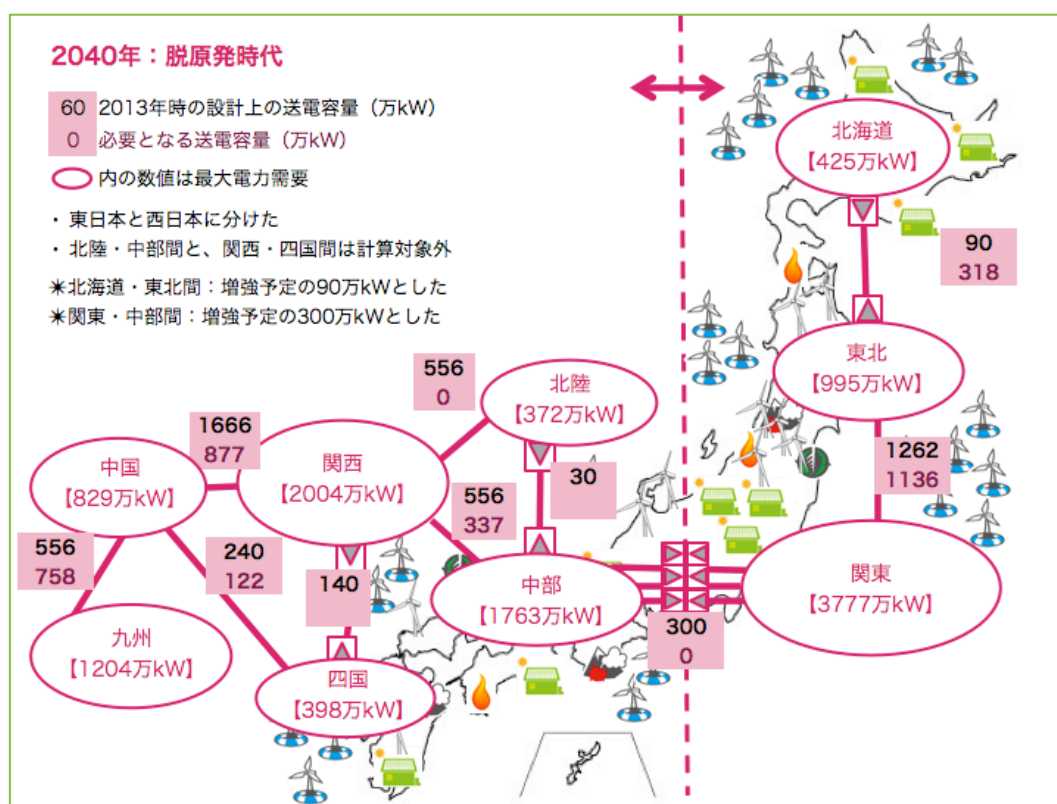 2040年：脱原発時代
60 2013年時の設計上の送電容量（万kW）
0 必要となる送電容量（万kW）
内の数値は最大電力需要
・ 東日本と西日本に分けた
・ 北陸・中部間と、関西・四国間は計算対象外
✴北海道・東北間：増強予定の90万kWとした
✴関東・中部間：増強予定の300万kWとした
北海道
【425万kW】
90
318
東北
【995万kW】
1262
1136
関東
【3777万kW】
300
0
556
0
北陸
【372万kW】
30
1666
877
関西
【2004万kW】
556
337
中部
【1763万kW】
中国
【829万kW】
556
758
240
122
140
九州
【1204万kW】
四国
【398万kW】